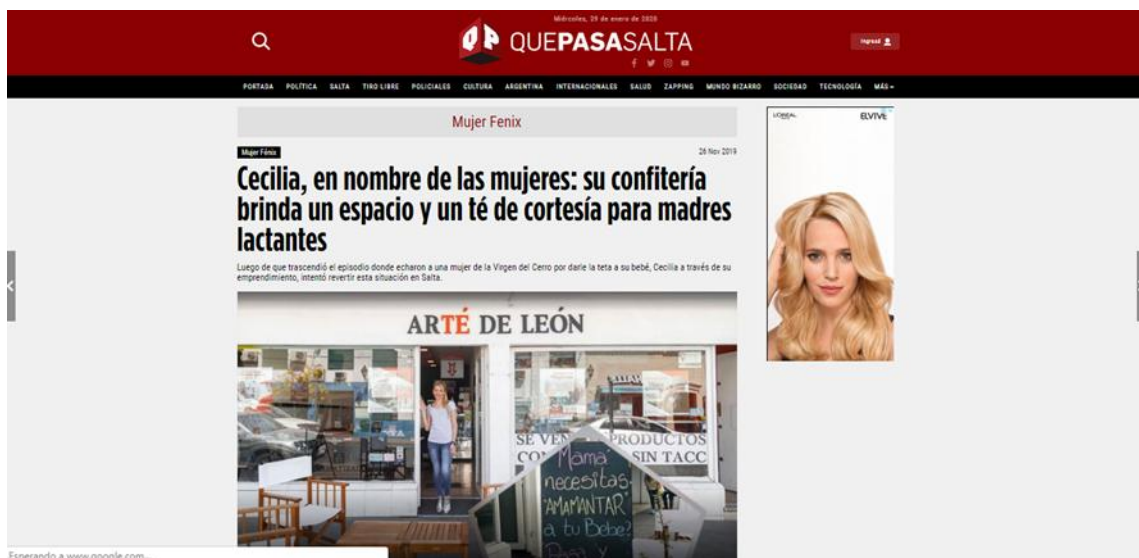 Miércoles, 29 de enero de 2020
QUEPASASALTA
Ingresá
PORTADA POLÍTICA SALTA TIRO LIBRE POLICIALES CULTURA ARGENTINA INTERNACIONALES SALUD ZAPPING MUNDO BIZARRO SOCIEDAD TECNOLOGÍA MÁS
Mujer Fenix
L'ORÉAL ELVIVE
Mujer Fénix
26 Nov 2019
Cecilia, en nombre de las mujeres: su confitería
brinda un espacio y un té de cortesía para madres
lactantes
Luego de que trascendió el episodio donde echaron a una mujer de la Virgen del Cerro por darle la teta a su bebé, Cecilia a través de su
emprendimiento, intentó revertir esta situación en Salta.
ARTÉ DE LEÓN
SE VEN PRODUCTOS
CON SIN TACC
Mamá
necesitas
"AMAMANTAR"
a tu Bebe?
Pasa y
Esperando a www.google.com...